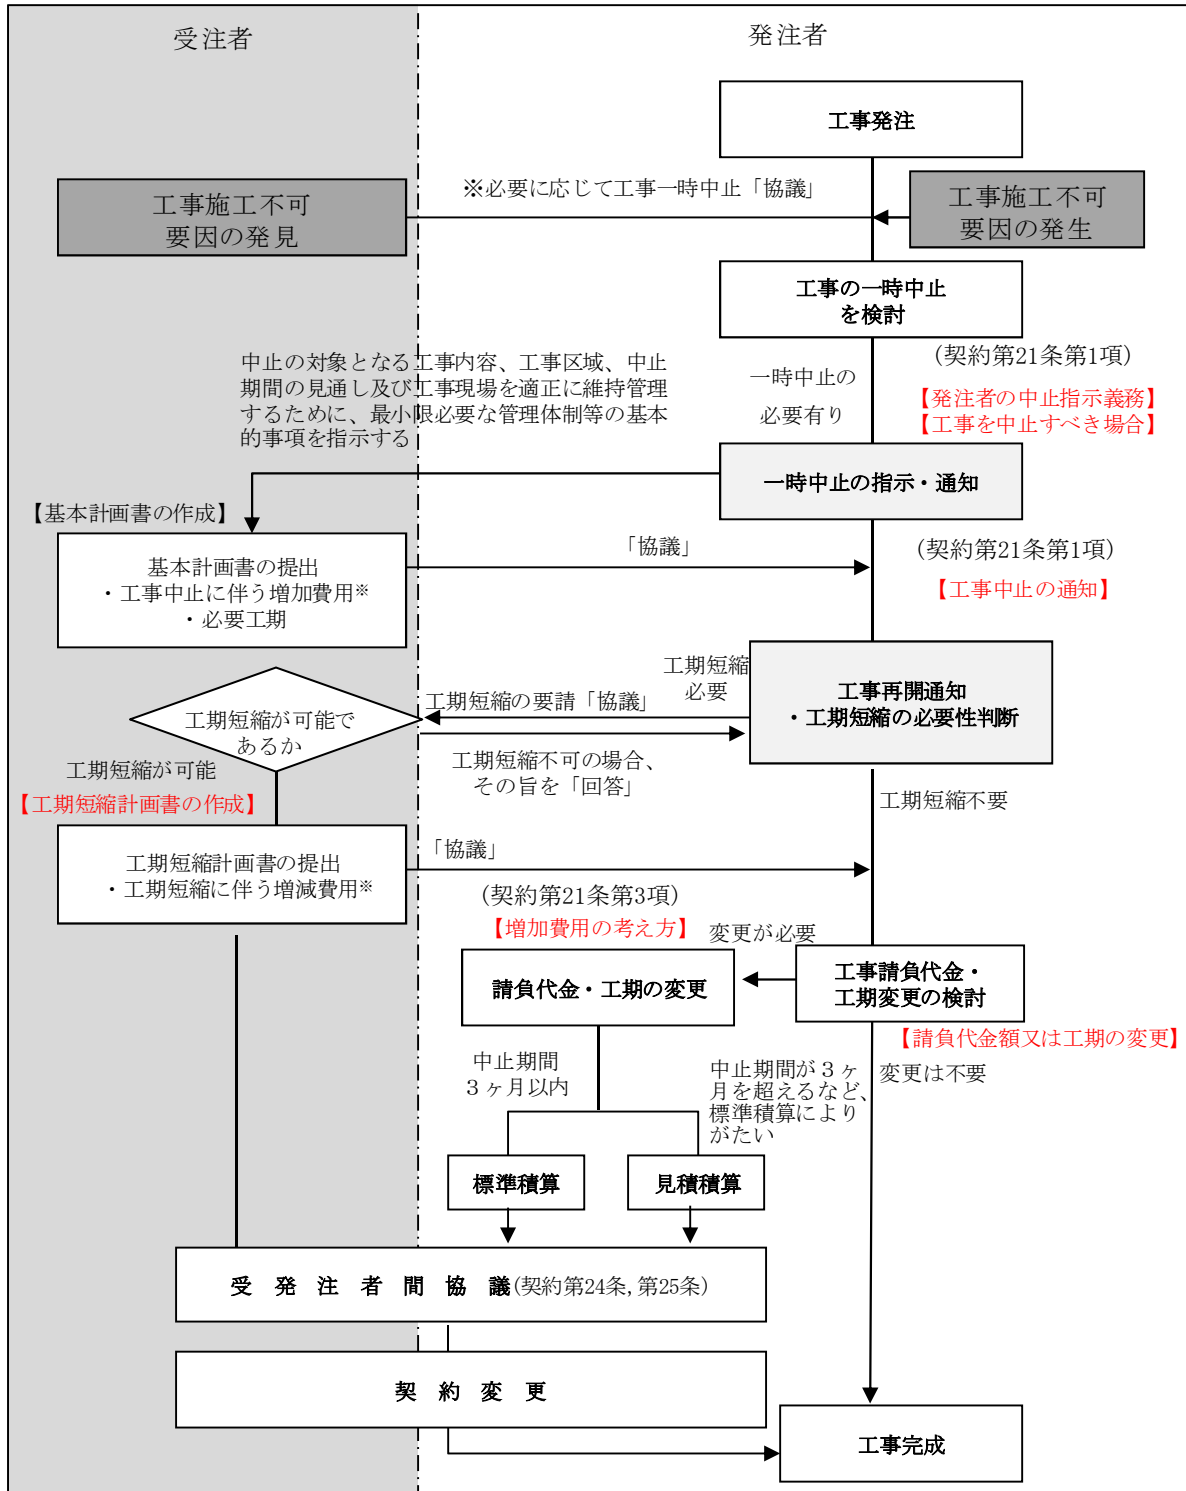 受注者
発注者
工事発注
※必要に応じて工事一時中止「協議」
工事施工不可
要因の発見
工事施工不可
要因の発生
工事の一時中止
を検討
(契約第21条第1項)
中止の対象となる工事内容、工事区域、中止
期間の見通し及び工事現場を適正に維持管理
するために、最小限必要な管理体制等の基本
的事項を指示する
一時中止の
必要有り
【発注者の中止指示義務】
【工事を中止すべき場合】
一時中止の指示・通知
【基本計画書の作成】
「協議」
(契約第21条第1項)
基本計画書の提出
・工事中止に伴う増加費用※
・必要工期
【工事中止の通知】
工期短縮
必要
工事再開通知
・工期短縮の必要性判断
工期短縮の要請「協議」
工期短縮が可能で
あるか
工期短縮不可の場合、
その旨を「回答」
工期短縮が可能
【工期短縮計画書の作成】
工期短縮不要
工期短縮計画書の提出
・工期短縮に伴う増減費用※
「協議」
(契約第21条第3項)
【増加費用の考え方】
変更が必要
請負代金・工期の変更
工事請負代金・
工期変更の検討
【請負代金額又は工期の変更】
中止期間
３ヶ月以内
中止期間が３ヶ
月を超えるなど、
標準積算により
がたい
変更は不要
標準積算
見積積算
受発注者間協議(契約第24条,第25条)
契約変更
工事完成